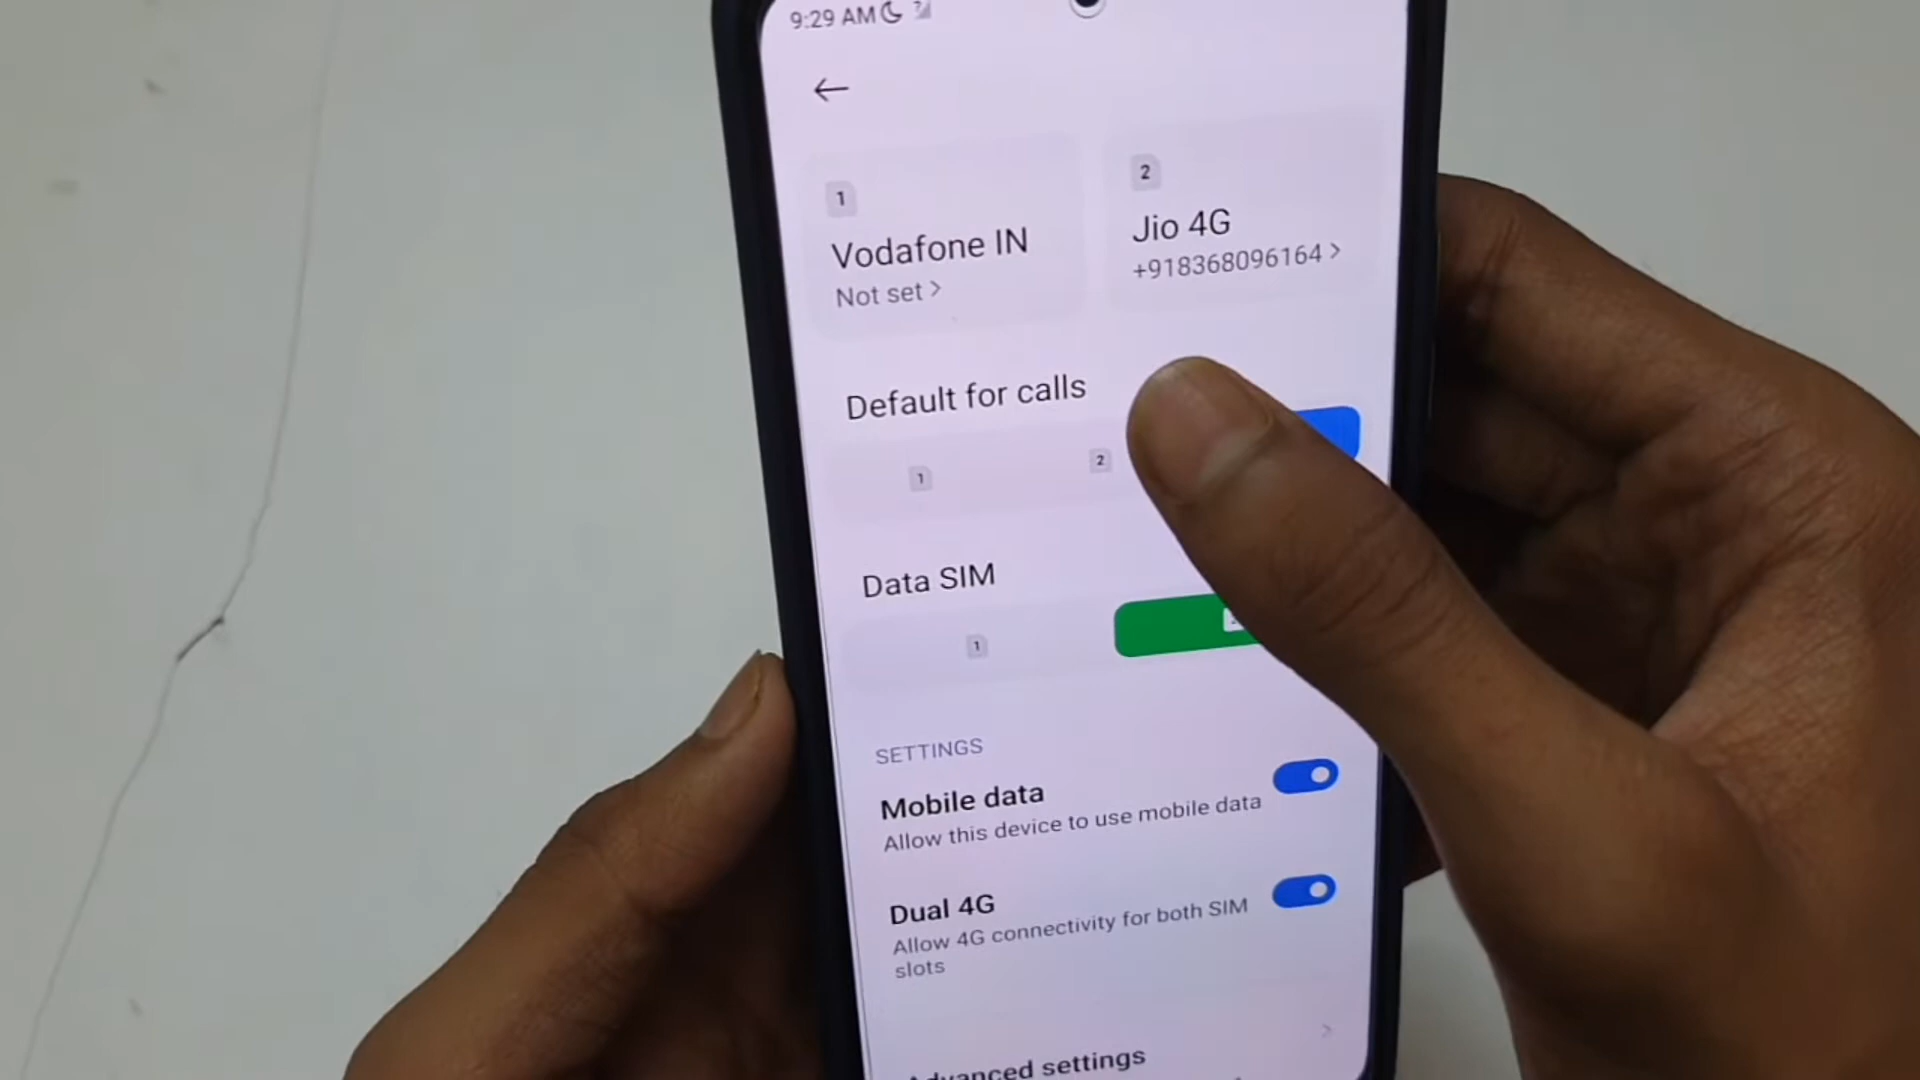 9:29 AM
1
2
Vodafone IN
Not set >
Jio 4G
+918368096164 >
Default for calls
1
2
Data SIM
1
SETTINGS
Mobile data
Allow this device to use mobile data
Dual 4G
Allow 4G connectivity for both SIM
slots
Advanced settings